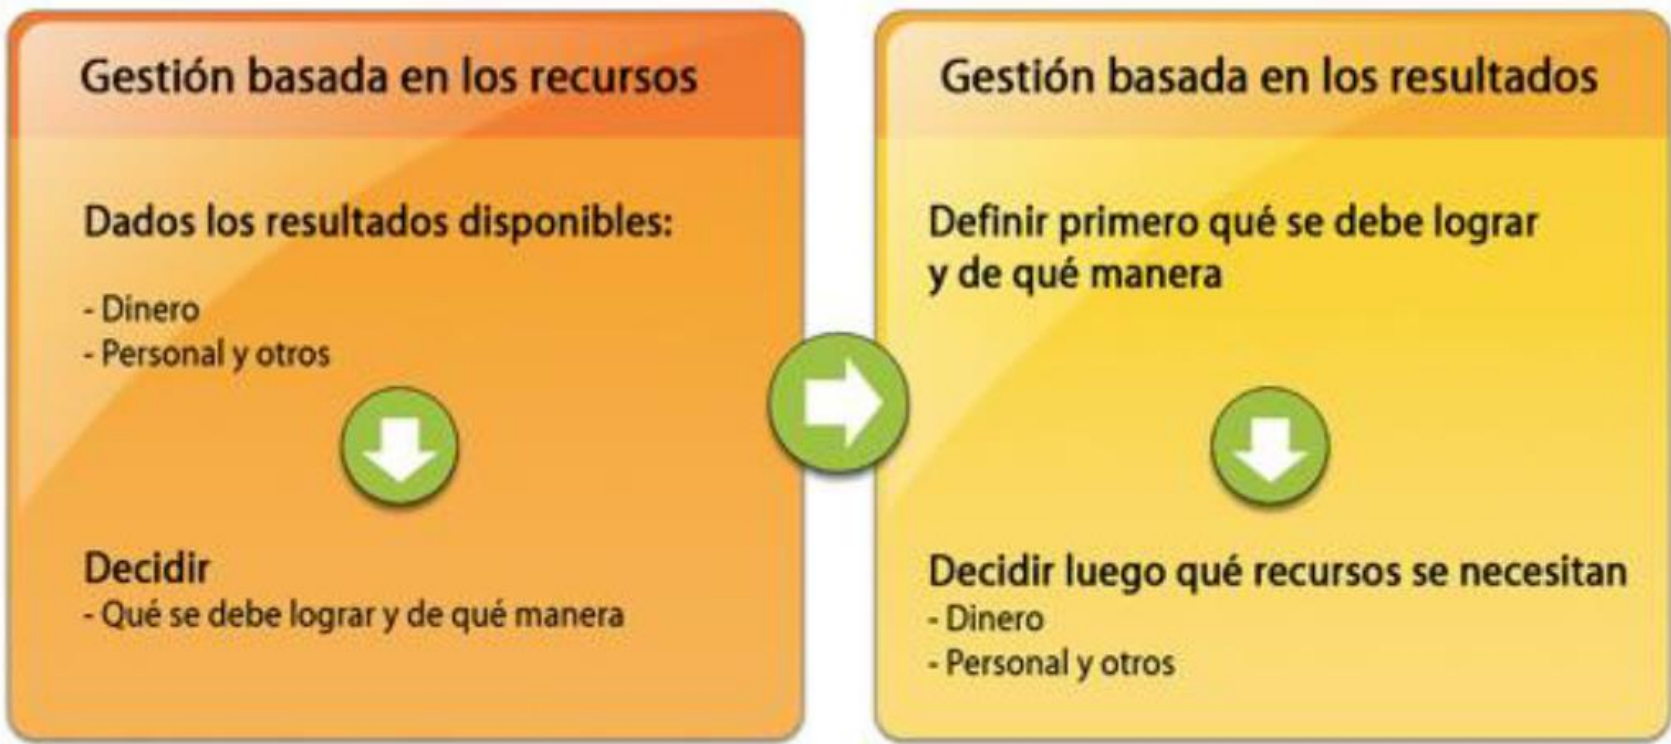 Gestión basada en los recursos
Dados los resultados disponibles:
- Dinero
- Personal y otros
Decidir
- Qué se debe lograr y de qué manera
Gestión basada en los resultados
Definir primero qué se debe lograr
y de qué manera
Decidir luego qué recursos se necesitan
- Dinero
- Personal y otros